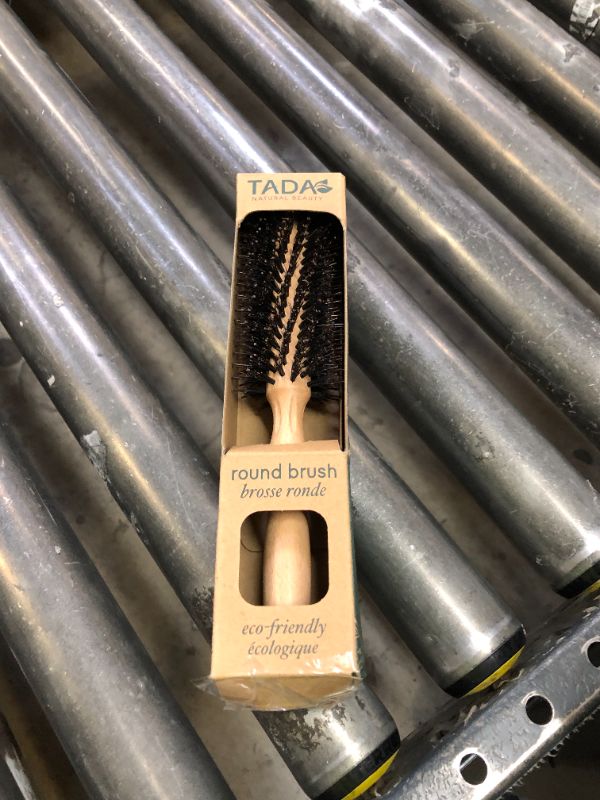 TADA
NATURAL BEAUTY
round brush
brosse ronde
eco-friendly
écologique